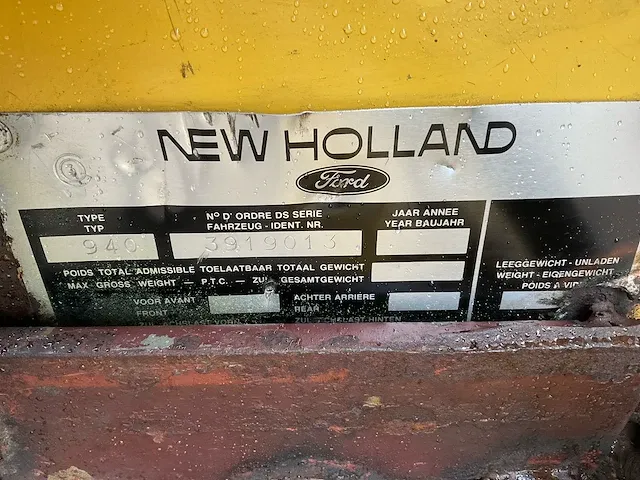 NEW HOLLAND
Ford
TYPE
TYP
Nº D' ORDRE DS SERIE
FAHRZEUG - IDENT. NR.
JAAR ANNEE
YEAR BAUJAHR
940
3919013
POIDS TOTAL ADMISSIBLE TOELAATBAAR TOTAAL GEWICHT
MAX GROSS WEIGHT - P.T.C. - ZUL. GESAMTGEWICHT
VOOR AVANT
FRONT
ACHTER ARRIERE
REAR
LEEGGEWICHT - UNLADEN
WEIGHT - EIGENGEWICHT
POIDS A